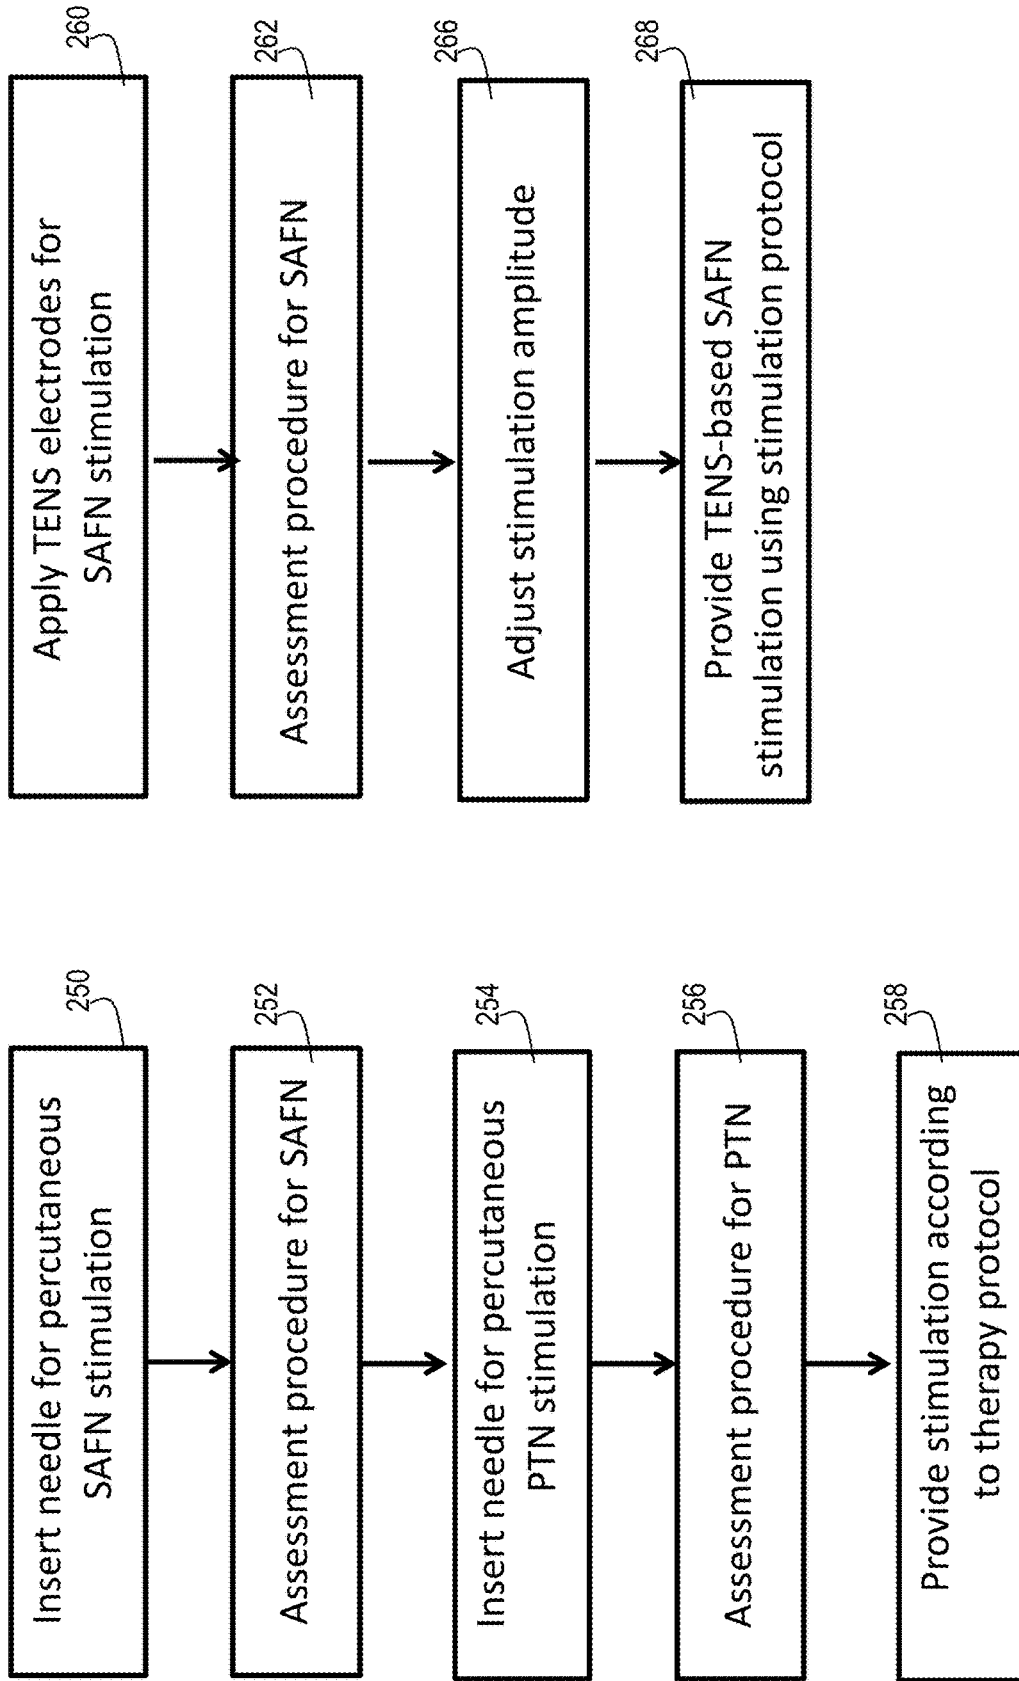 250
Insert needle for percutaneous
SAFN stimulation
252
Assessment procedure for SAFN
254
Insert needle for percutaneous
PTN stimulation
256
Assessment procedure for PTN
258
Provide stimulation according
to therapy protocol
260
Apply TENS electrodes for
SAFN stimulation
262
Assessment procedure for SAFN
266
Adjust stimulation amplitude
268
Provide TENS-based SAFN
stimulation using stimulation protocol